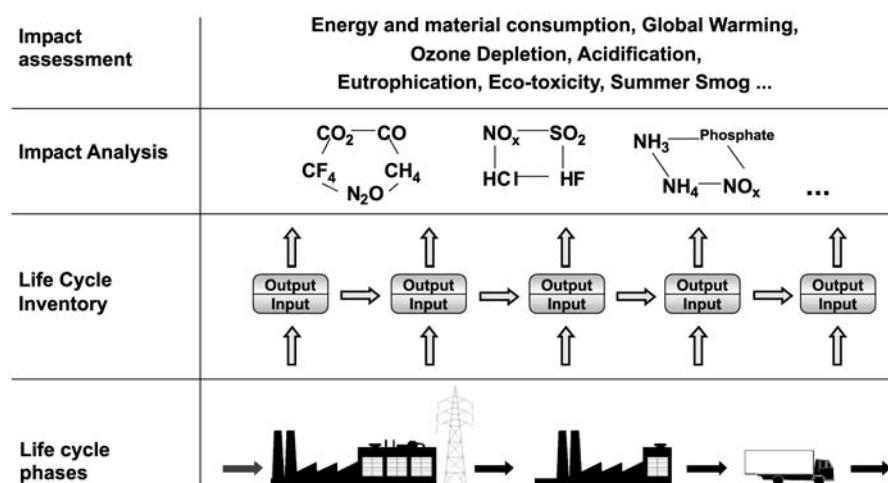 Impact
assessment
Energy and material consumption, Global Warming,
Ozone Depletion, Acidification,
Eutrophication, Eco-toxicity, Summer Smog ...
Impact Analysis
CO₂ CO
CF₄ CH₄
N₂O
NOₓ SO₂
HCl HF
NH₃ Phosphate
NH₄ NOₓ
...
Life Cycle
Inventory
Output Output Output Output Output
Input Input Input Input Input
Life cycle
phases